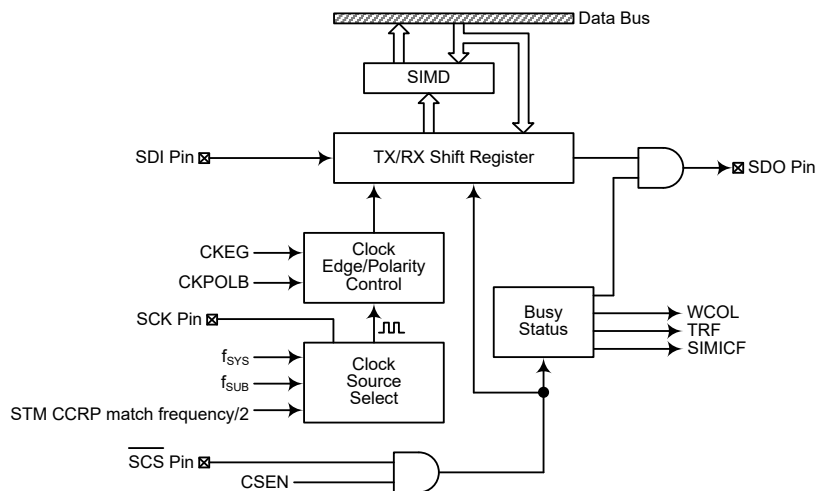 Data Bus
SIMD
SDI Pin
TX/RX Shift Register
SDO Pin
CKEG
CKPOLB
Clock
Edge/Polarity
Control
SCK Pin
Busy
Status
WCOL
TRF
SIMICF
fSYS
fSUB
STM CCRP match frequency/2
Clock
Source
Select
SCS Pin
CSEN